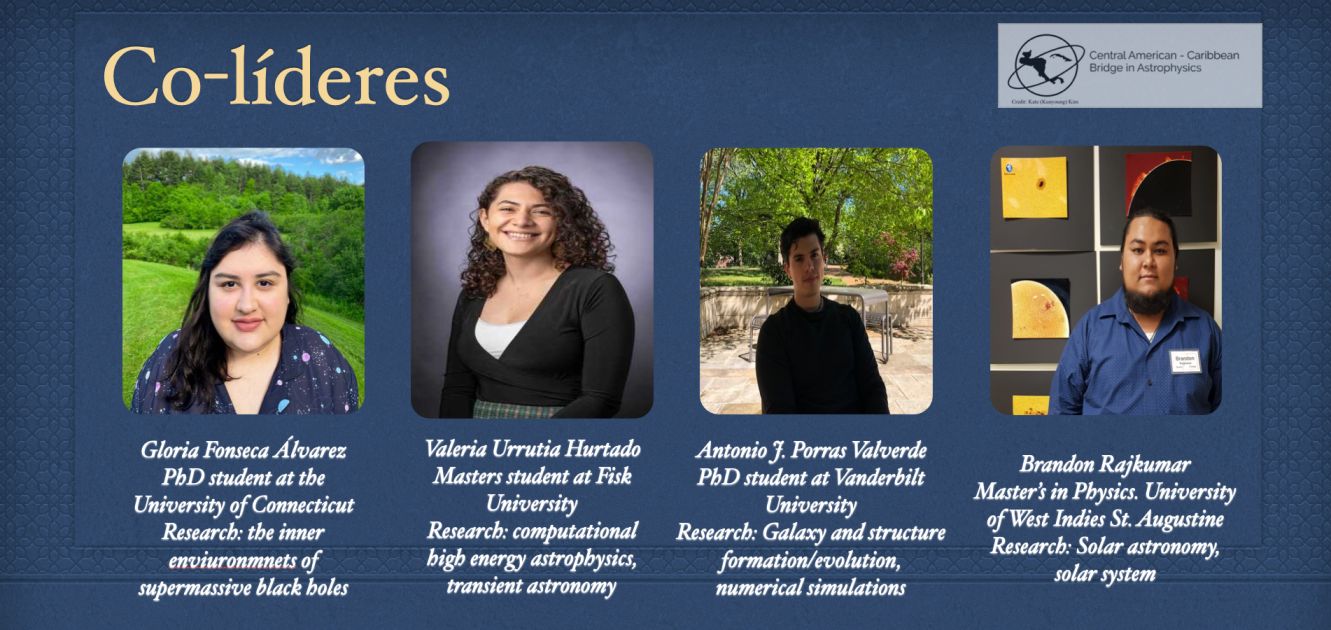 Co-líderes
Central American - Caribbean
Bridge in Astrophysics
Credit: Kate (Kunyoung) Kim
Gloria Fonseca Álvarez
PhD student at the
University of Connecticut
Research: the inner
enviuronmnets of
supermassive black holes
Valeria Urrutia Hurtado
Masters student at Fisk
University
Research: computational
high energy astrophysics,
transient astronomy
Antonio J. Porras Valverde
PhD student at Vanderbilt
University
Research: Galaxy and structure
formation/evolution,
numerical simulations
Brandon
Brandon Rajkumar
Master's in Physics. University
of West Indies St. Augustine
Research: Solar astronomy,
solar system